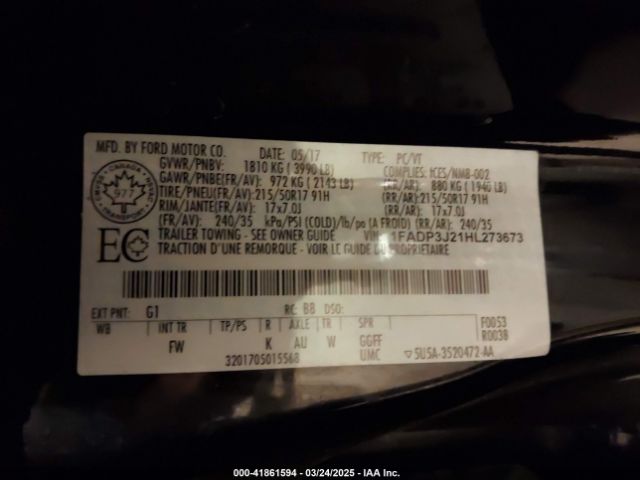 MFD. BY FORD MOTOR CO. DATE: 05/17 TYPE: PC/VT
GVWR/PNBV: 1810 KG ( 3990 LB) COMPLIES: ICES/NMB-002
GAWR/PNBE(FR/AV): 972 KG ( 2143 LB) (RR/AR): 880 KG ( 1940 LB)
TIRE/PNEU(FR/AV): 215/50R17 91H (RR/AR): 215/50R17 91H
RIM/JANTE(FR/AV): 17x7.0J (RR/AR): 17x7.0J
(FR/AV): 240/35 kPa/PSI (COLD)/lb/po (A FROID) (RR/AR): 240/35
TRAILER TOWING - SEE OWNER GUIDE 1FADP3J21HL273673
TRACTION D'UNE REMORQUE - VOIR LE GUIDE DU PROPRIETAIRE
CANADA
977
TRANSPORT
EC
EXT PNT: G1 RC: BB DSO:
WB INT TR TP/PS R AXLE TR SPR F0053
FW K AU W GGFF R0038
3201705015568 UMC 5U5A-3520472-AA
000-41861594 - 03/24/2025 - IAA Inc.